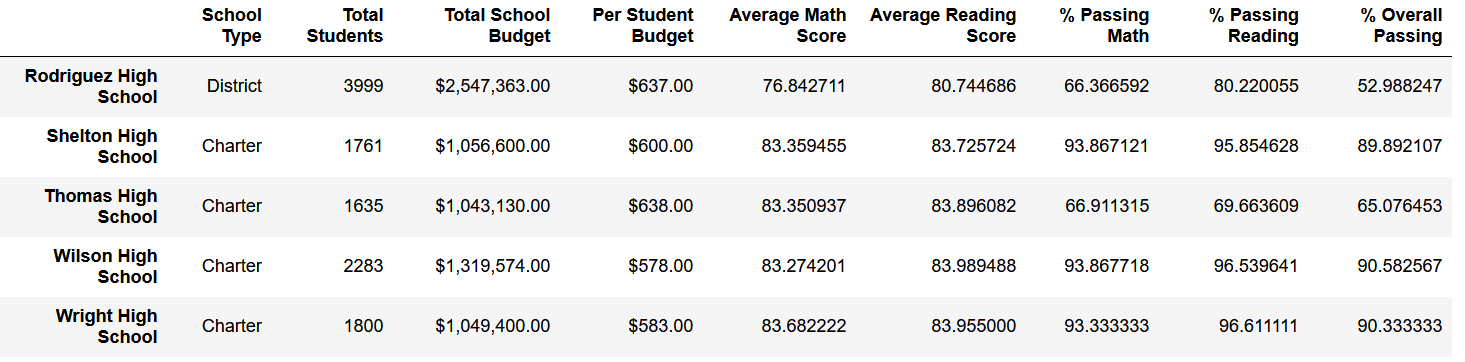 School Type Total Students Total School Budget Per Student Budget Average Math Score Average Reading Score % Passing Math % Passing Reading % Overall Passing
Rodriguez High School District 3999 $2,547,363.00 $637.00 76.842711 80.744686 66.366592 80.220055 52.988247
Shelton High School Charter 1761 $1,056,600.00 $600.00 83.359455 83.725724 93.867121 95.854628 89.892107
Thomas High School Charter 1635 $1,043,130.00 $638.00 83.350937 83.896082 66.911315 69.663609 65.076453
Wilson High School Charter 2283 $1,319,574.00 $578.00 83.274201 83.989488 93.867718 96.539641 90.582567
Wright High School Charter 1800 $1,049,400.00 $583.00 83.682222 83.955000 93.333333 96.611111 90.333333